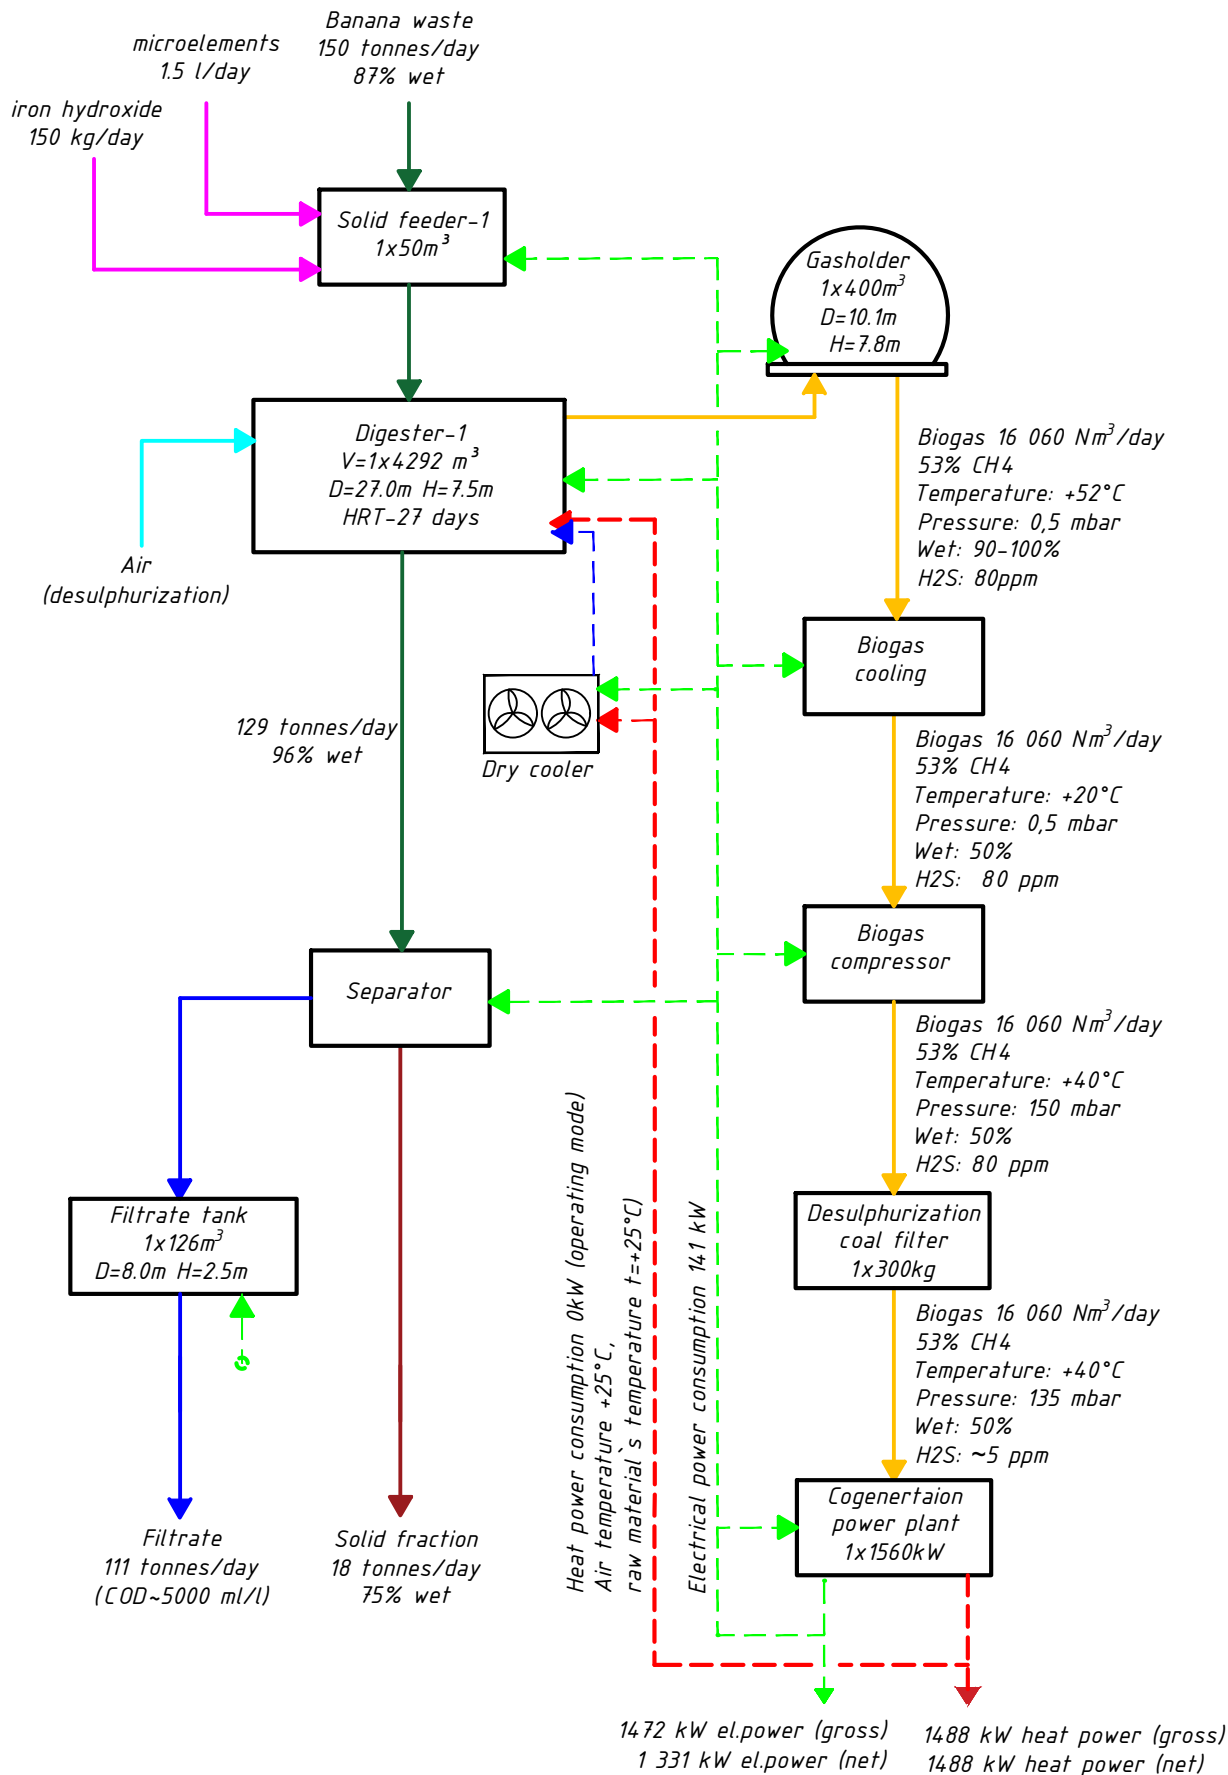 Banana waste
150 tonnes/day
87% wet
microelements
1.5 l/day
iron hydroxide
150 kg/day
Solid feeder-1
1x50m³
Gasholder
1x400m³
D=10.1m
H=7.8m
Digester-1
V=1x4292 m³
D=27.0m H=7.5m
HRT-27 days
Air
(desulphurization)
Biogas 16 060 Nm³/day
53% CH4
Temperature: +52°C
Pressure: 0,5 mbar
Wet: 90-100%
H2S: 80ppm
Biogas
cooling
129 tonnes/day
96% wet
Dry cooler
Biogas 16 060 Nm³/day
53% CH4
Temperature: +20°C
Pressure: 0,5 mbar
Wet: 50%
H2S: 80 ppm
Biogas
compressor
Separator
Biogas 16 060 Nm³/day
53% CH4
Temperature: +40°C
Pressure: 150 mbar
Wet: 50%
H2S: 80 ppm
Filtrate tank
1x126m³
D=8.0m H=2.5m
Desulphurization
coal filter
1x300kg
Heat power consumption 0kW (operating mode)
Air temperature +25°C,
raw material`s temperature t=+25°C)
Electrical power consumption 141 kW
Biogas 16 060 Nm³/day
53% CH4
Temperature: +40°C
Pressure: 135 mbar
Wet: 50%
H2S: ~5 ppm
Cogenertaion
power plant
1x1560kW
Filtrate
111 tonnes/day
(COD~5000 ml/l)
Solid fraction
18 tonnes/day
75% wet
1472 kW el.power (gross)
1 331 kW el.power (net)
1488 kW heat power (gross)
1488 kW heat power (net)